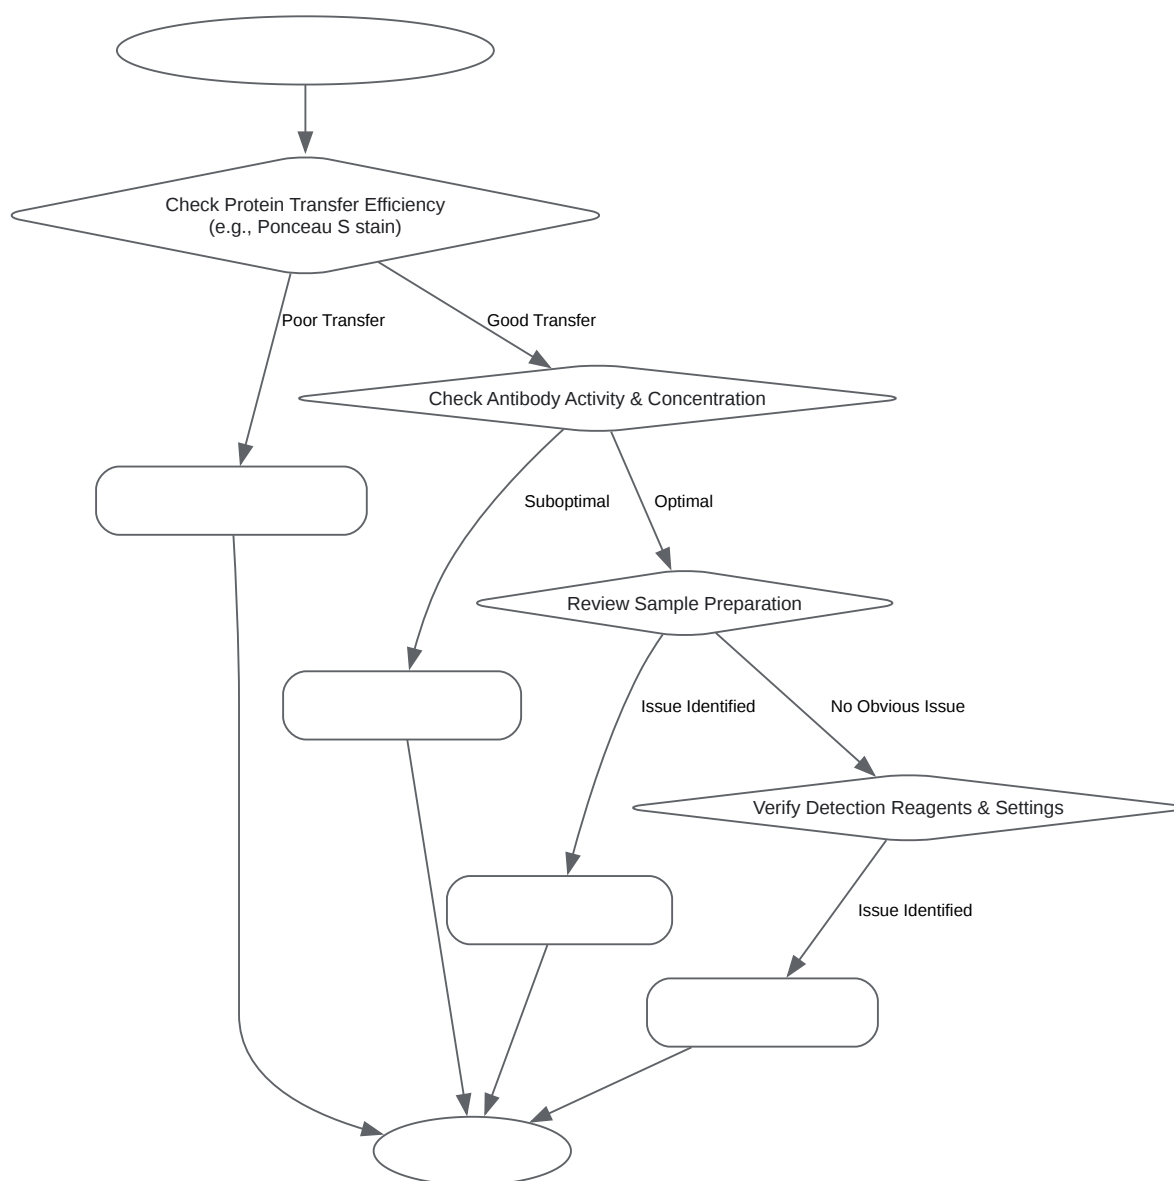 Check Protein Transfer Efficiency
(e.g., Ponceau S stain)
Poor Transfer
Good Transfer
Check Antibody Activity & Concentration
Suboptimal
Optimal
Review Sample Preparation
Issue Identified
No Obvious Issue
Verify Detection Reagents & Settings
Issue Identified